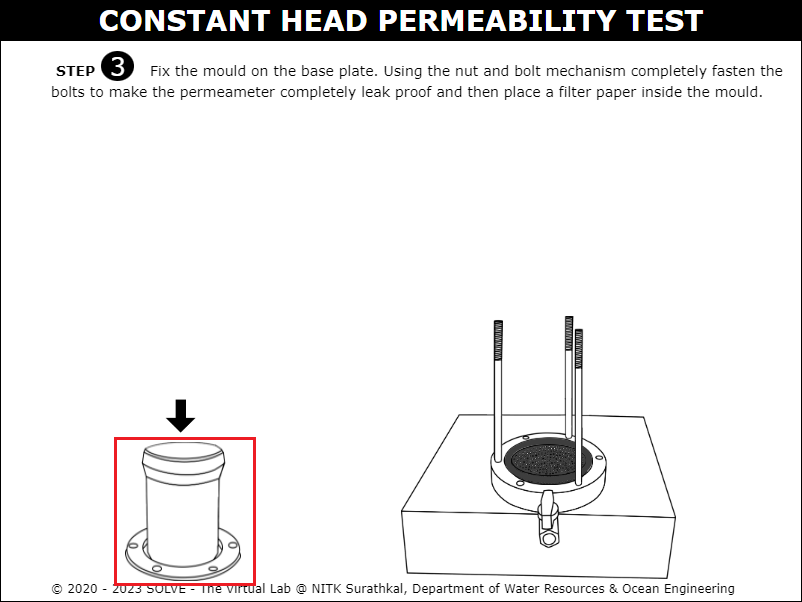 CONSTANT HEAD PERMEABILITY TEST
STEP 3 Fix the mould on the base plate. Using the nut and bolt mechanism completely fasten the
bolts to make the permeameter completely leak proof and then place a filter paper inside the mould.
© 2020 - 2023 SOLVE - The Virtual Lab @ NITK Surathkal, Department of Water Resources & Ocean Engineering